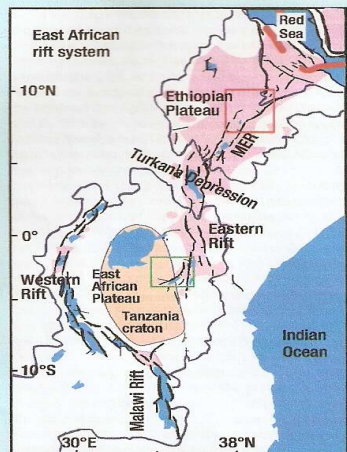 East African
rift system
Red
Sea
10°N
Ethiopian
Plateau
MER
Turkana Depression
0°
Eastern
Rift
Western
Rift
East
African
Plateau
Tanzania
craton
Indian
Ocean
10°S
Malawi Rift
30°E
38°N